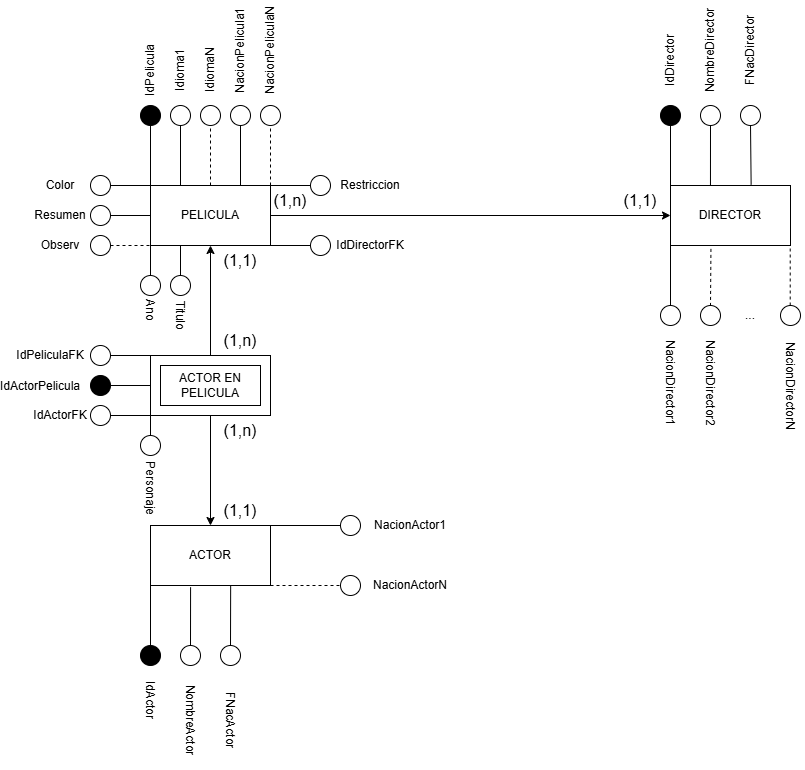 IdPelicula
Idioma1
IdiomaN
NacionPelicula1
NacionPeliculaN
IdDirector
NombreDirector
FNacDirector
Color
Resumen
Observ
PELICULA
Restriccion
(1,n)
(1,1)
DIRECTOR
IdDirectorFK
(1,1)
Ano
Titulo
NacionDirector1
NacionDirector2
...
NacionDirectorN
(1,n)
IdPeliculaFK
IdActorPelicula
IdActorFK
ACTOR EN
PELICULA
(1,n)
Personaje
(1,1)
NacionActor1
ACTOR
NacionActorN
IdActor
NombreActor
FNacActor